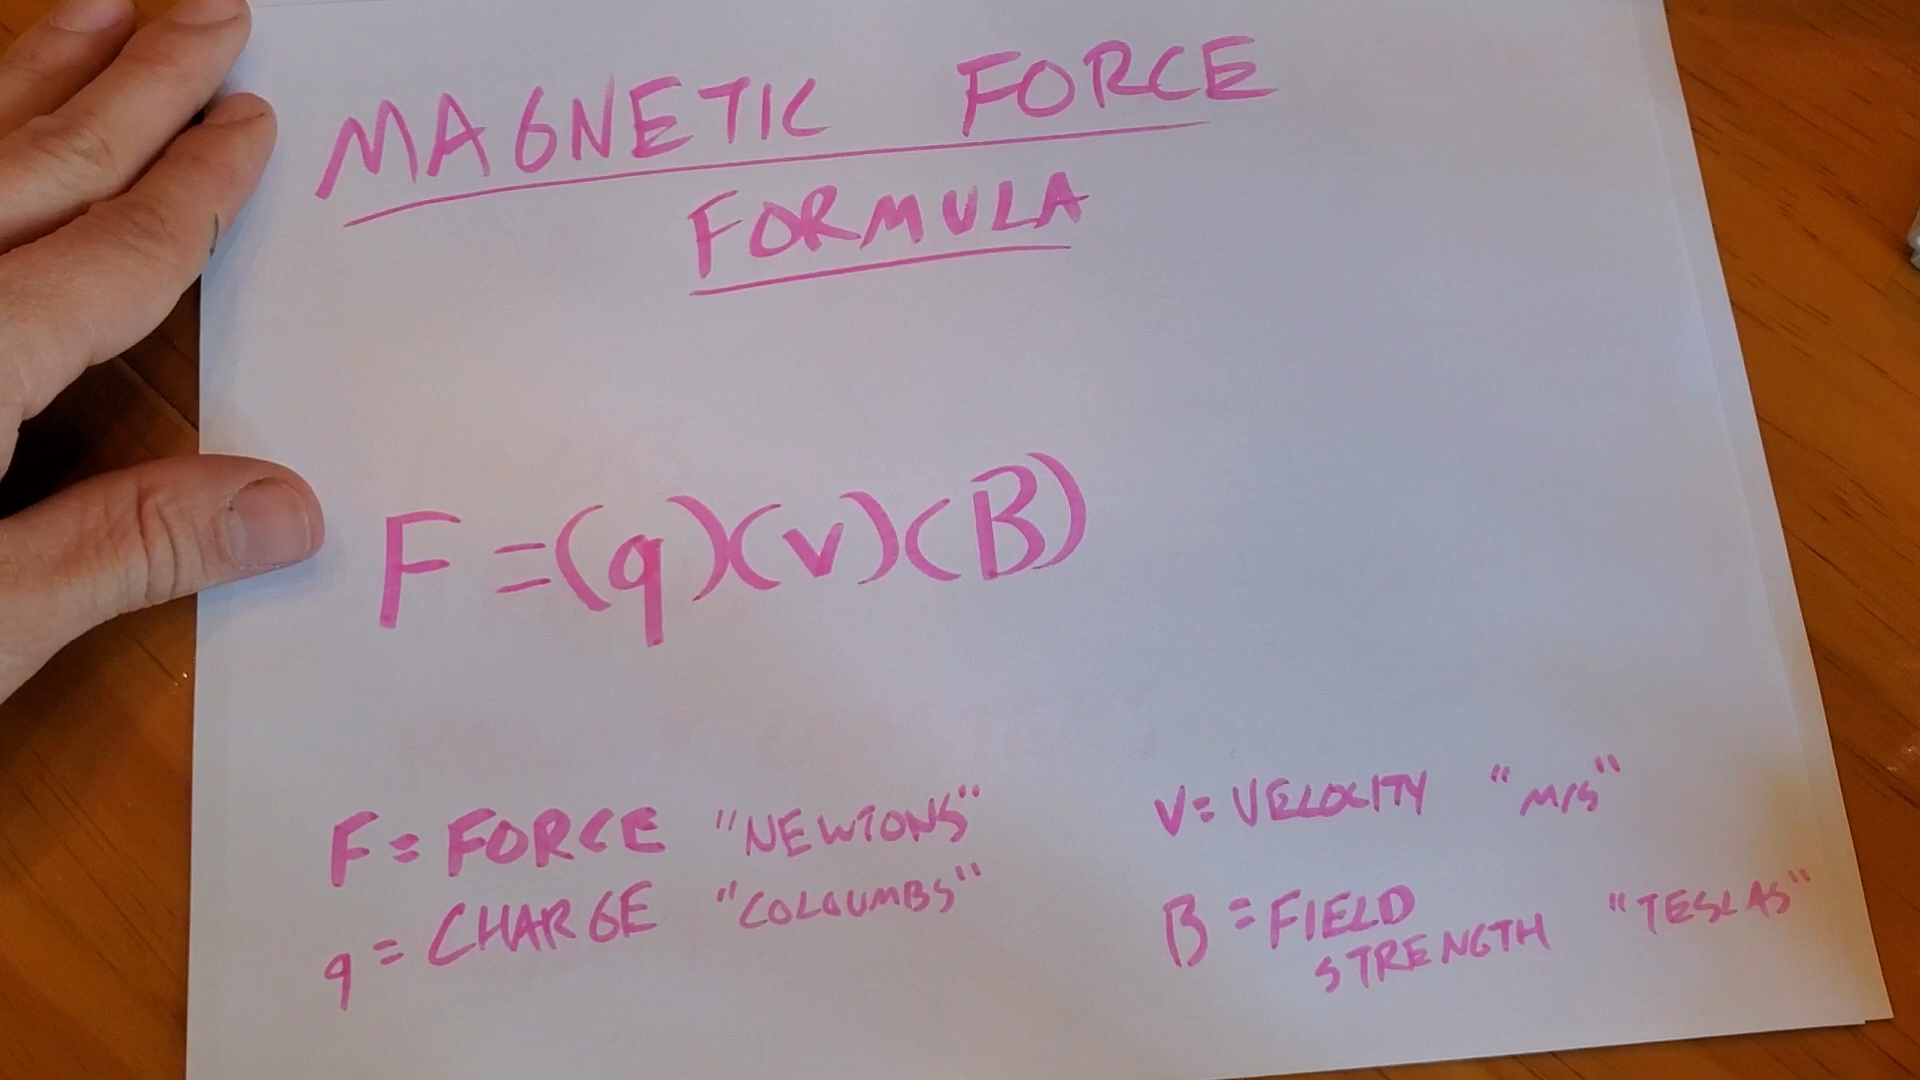 MAGNETIC FORCE
FORMULA
F=(q)(v)(B)
F= FORCE "NEWTONS"
q= CHARGE "COLOUMBS"
V= VELOCITY "M/S"
B=FIELD
STRENGTH "TESLAS"